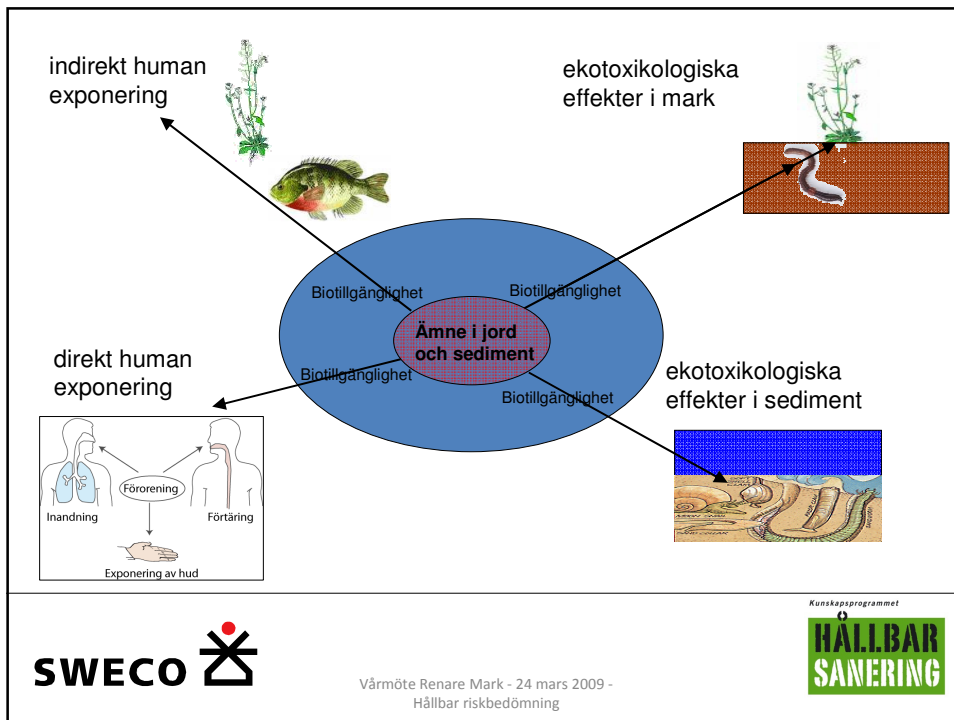 indirekt human
exponering
ekotoxikologiska
effekter i mark
Biotillgänglighet
Biotillgänglighet
Ämne i jord
och sediment
direkt human
exponering
Biotillgänglighet
Biotillgänglighet
ekotoxikologiska
effekter i sediment
Förorening
Inandning
Förtäring
Exponering av hud
SWECO
Vårmöte Renare Mark - 24 mars 2009 -
Hållbar riskbedömning
Kunskapsprogrammet
HÅLLBAR
SANERING